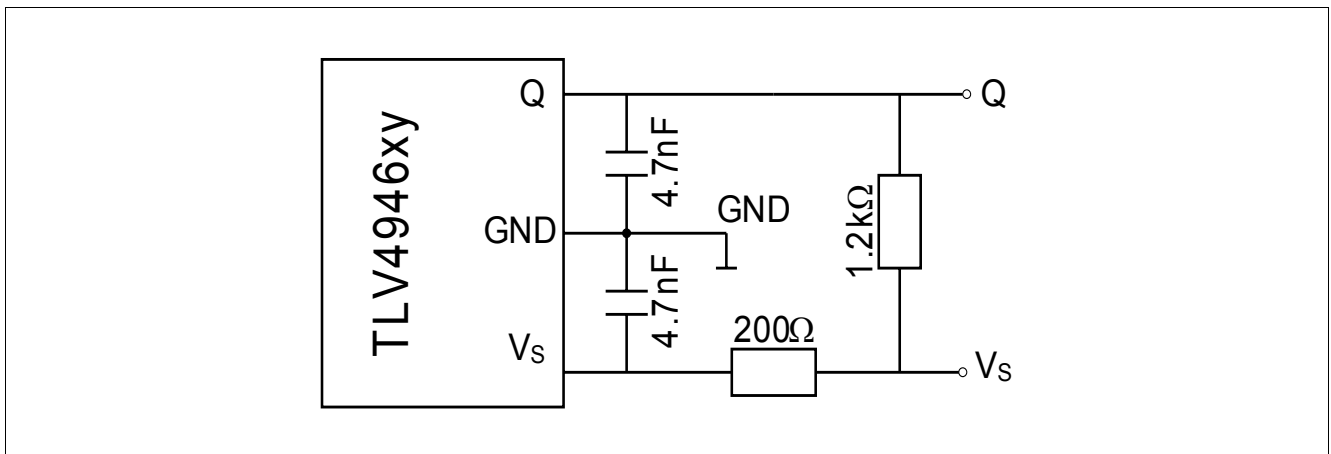 TLV4946xy
Q
Q
4.7nF
GND
GND
1.2kΩ
4.7nF
200Ω
VS
VS